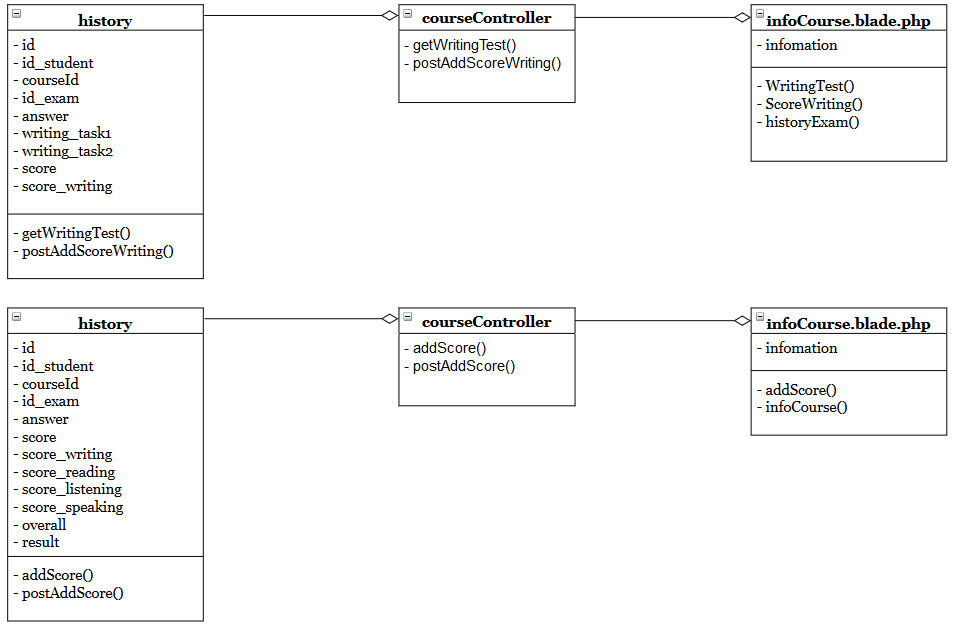 history
- id
- id_student
- courseId
- id_exam
- answer
- writing_task1
- writing_task2
- score
- score_writing
- getWritingTest()
- postAddScoreWriting()
courseController
- getWritingTest()
- postAddScoreWriting()
infoCourse.blade.php
- infomation
- WritingTest()
- ScoreWriting()
- historyExam()
history
- id
- id_student
- courseId
- id_exam
- answer
- score
- score_writing
- score_reading
- score_listening
- score_speaking
- overall
- result
- addScore()
- postAddScore()
courseController
- addScore()
- postAddScore()
infoCourse.blade.php
- infomation
- addScore()
- infoCourse()